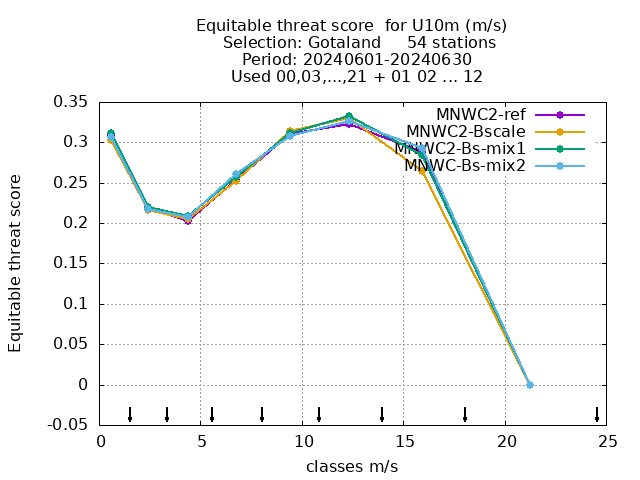 Equitable threat score  for U10m (m/s)
Selection: Gotaland     54 stations
Period: 20240601-20240630
Used 00,03,...,21 + 01 02 ... 12
Equitable threat score
0.35
0.3
0.25
0.2
0.15
0.1
0.05
0
-0.05
MNWC2-ref
MNWC2-Bscale
MNWC2-Bs-mix1
MNWC-Bs-mix2
0 5 10 15 20 25
classes m/s